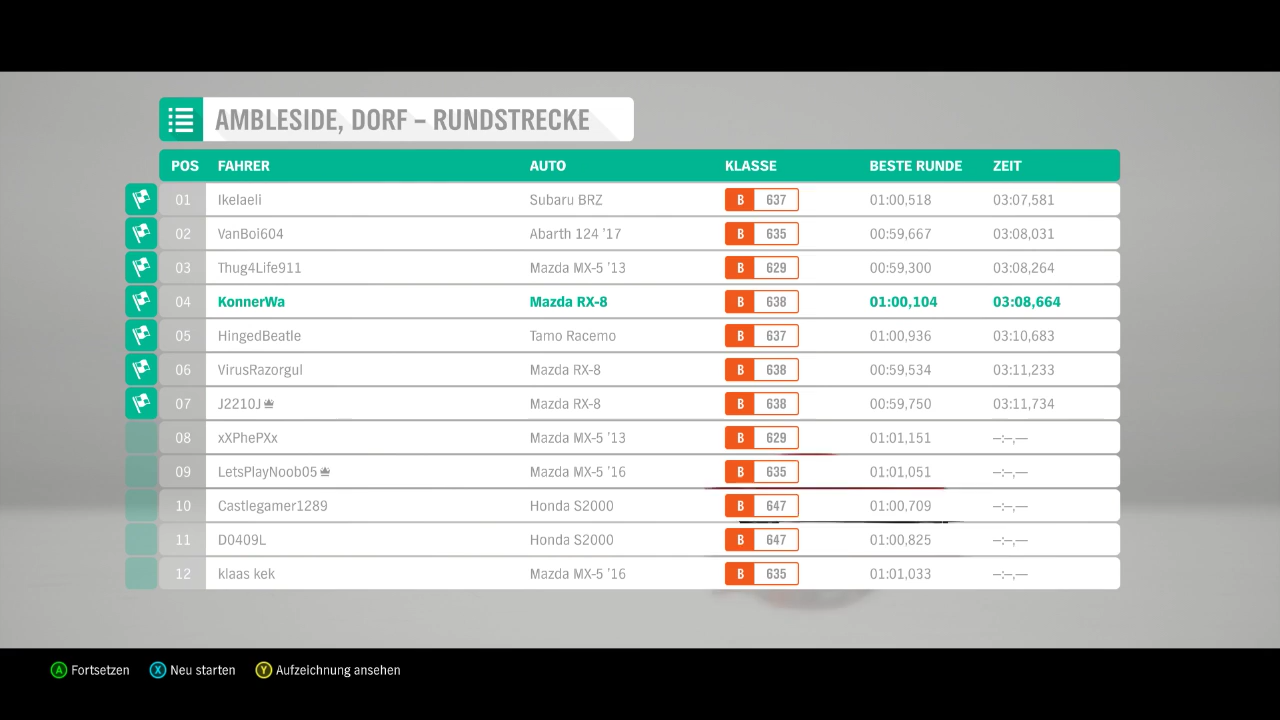 AMBLESIDE, DORF – RUNDSTRECKE
POS FAHRER AUTO KLASSE BESTE RUNDE ZEIT
01 Ikelaeli Subaru BRZ B 637 01:00,518 03:07,581
02 VanBoi604 Abarth 124 '17 B 635 00:59,667 03:08,031
03 Thug4Life911 Mazda MX-5 '13 B 629 00:59,300 03:08,264
04 KonnerWa Mazda RX-8 B 638 01:00,104 03:08,664
05 HingedBeatle Tamo Racemo B 637 01:00,936 03:10,683
06 VirusRazorgul Mazda RX-8 B 638 00:59,534 03:11,233
07 J2210J Mazda RX-8 B 638 00:59,750 03:11,734
08 xXPhePXx Mazda MX-5 '13 B 629 01:01,151 --:--,---
09 LetsPlayNoob05 Mazda MX-5 '16 B 635 01:01,051 --:--,---
10 Castlegamer1289 Honda S2000 B 647 01:00,709 --:--,---
11 D0409L Honda S2000 B 647 01:00,825 --:--,---
12 klaas kek Mazda MX-5 '16 B 635 01:01,033 --:--,---
A Fortsetzen X Neu starten Y Aufzeichnung ansehen